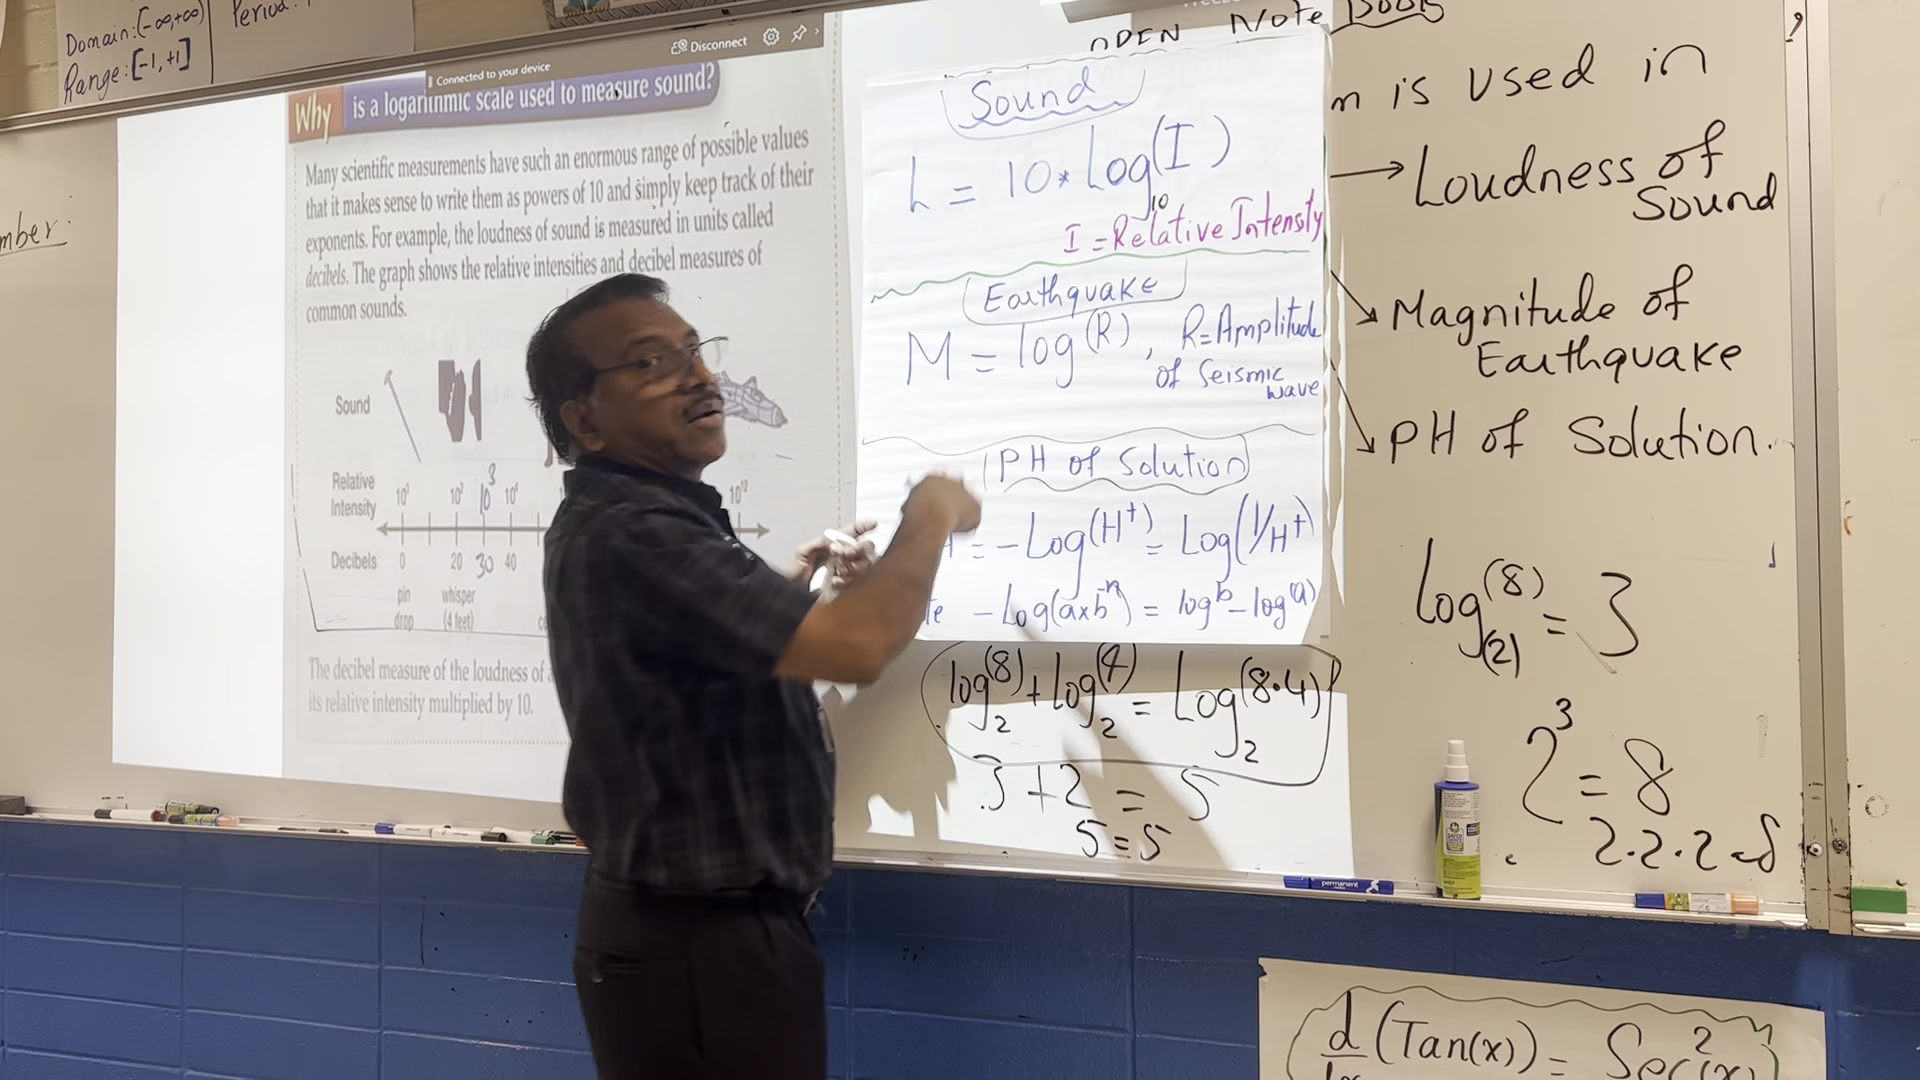 Domain:(-∞,+∞)
Range:[-1,+1]
Period:
Disconnect
Connected to your device
Why is a logarithmic scale used to measure sound?
Many scientific measurements have such an enormous range of possible values
that it makes sense to write them as powers of 10 and simply keep track of their
exponents. For example, the loudness of sound is measured in units called
decibels. The graph shows the relative intensities and decibel measures of
common sounds.
Sound
Relative
Intensity
10² 10³ 10⁴ 10¹²
Decibels 0 20 30 40
pin
drop
whisper
(4 feet)
The decibel measure of the loudness of
its relative intensity multiplied by 10.
OPEN Note Book
Sound
L = 10 * Log₁₀(I)
I = Relative Intensity
Earthquake
M = log(R), R = Amplitude
of Seismic
wave
PH of Solution
= -Log(H⁺) = Log(1/H⁺)
-Log(a×b⁻ⁿ) = log b - log(a)
log₂(8) + log₂(4) = Log₂(8·4)
3 + 2 = 5
5 = 5
is used in
Loudness of
Sound
Magnitude of
Earthquake
PH of Solution.
log₍₂₎(8) = 3
2³ = 8
2·2·2 = 8
permanent
(Tan(x)) = Sec²(x)